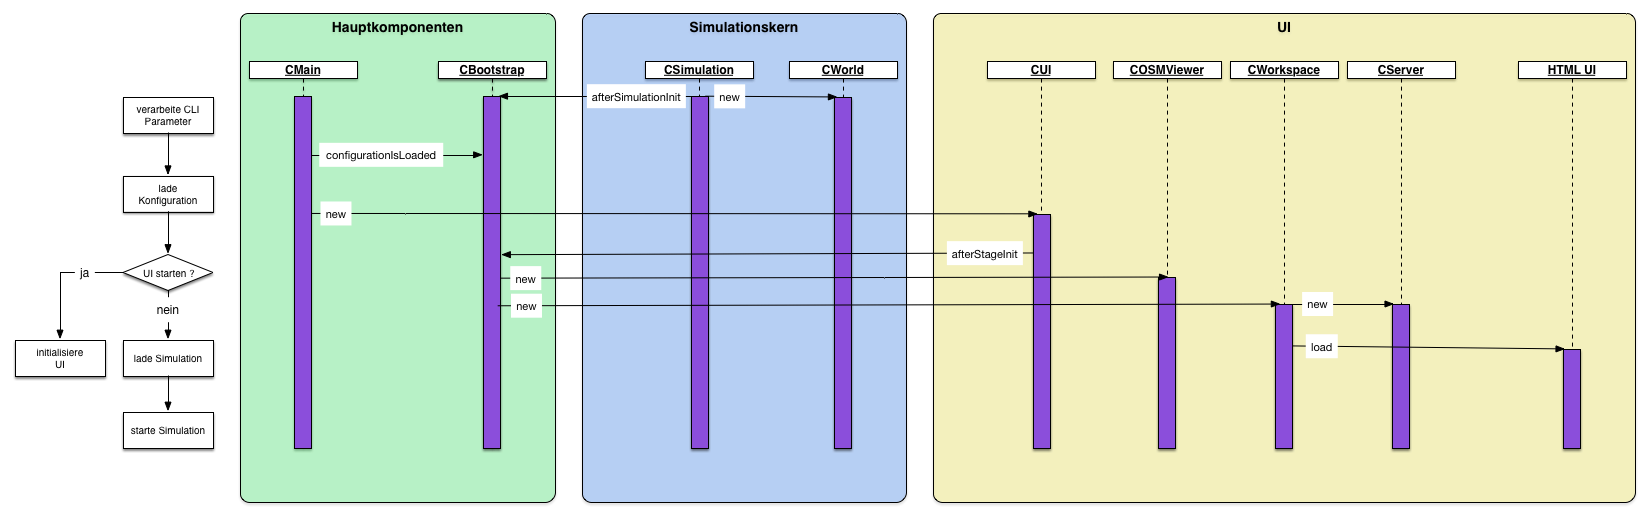 Hauptkomponenten
Simulationskern
UI
CMain
CBootstrap
CSimulation
CWorld
CUI
COSMViewer
CWorkspace
CServer
HTML UI
verarbeite CLI
Parameter
lade
Konfiguration
UI starten ?
ja
nein
initialisiere
UI
lade Simulation
starte Simulation
afterSimulationInit
new
configurationIsLoaded
new
afterStageInit
new
new
new
load